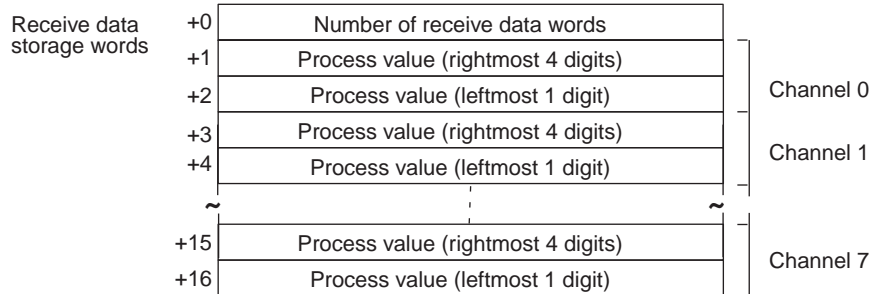 Receive data
storage words
+0 Number of receive data words
+1 Process value (rightmost 4 digits)
+2 Process value (leftmost 1 digit)
Channel 0
+3 Process value (rightmost 4 digits)
+4 Process value (leftmost 1 digit)
Channel 1
~ ~
+15 Process value (rightmost 4 digits)
+16 Process value (leftmost 1 digit)
Channel 7